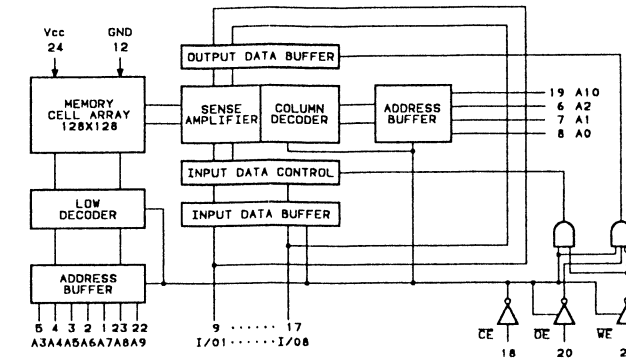 Vcc
24
GND
12
OUTPUT DATA BUFFER
MEMORY
CELL ARRAY
128X128
SENSE
AMPLIFIER
COLUMN
DECODER
ADDRESS
BUFFER
19 A10
6 A2
7 A1
8 A0
INPUT DATA CONTROL
LOW
DECODER
INPUT DATA BUFFER
ADDRESS
BUFFER
5 4 3 2 1 23 22
A3 A4 A5 A6 A7 A8 A9
9 ······ 17
I/O1 ······ I/O8
CE
OE
WE
18
20
2